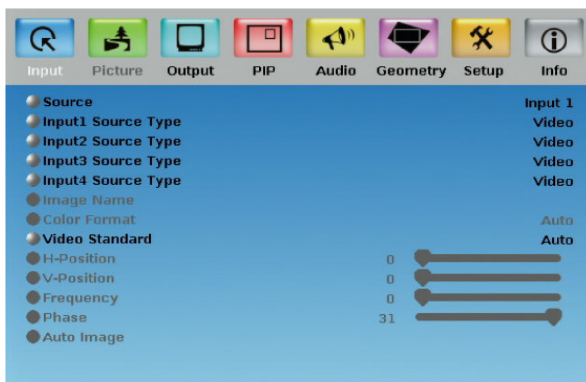 Input Picture Output PIP Audio Geometry Setup Info
Source Input 1
Input1 Source Type Video
Input2 Source Type Video
Input3 Source Type Video
Input4 Source Type Video
Image Name
Color Format Auto
Video Standard Auto
H-Position 0
V-Position 0
Frequency 0
Phase 31
Auto Image